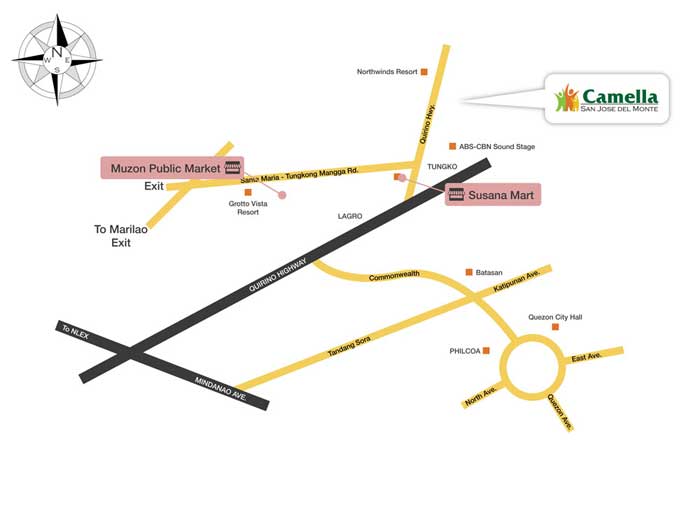 N
W
E
S
Northwinds Resort
Camella
SAN JOSE DEL MONTE
Quirino Hwy.
ABS-CBN Sound Stage
TUNGKO
Muzon Public Market
Santa Maria - Tungkong Mangga Rd.
Exit
Susana Mart
Grotto Vista
Resort
LAGRO
To Marilao
Exit
QUIRINO HIGHWAY
Commonwealth
Batasan
Katipunan Ave.
Quezon City Hall
To NLEX
Tandang Sora
PHILCOA
East Ave.
MINDANAO AVE.
North Ave.
Quezon Ave.